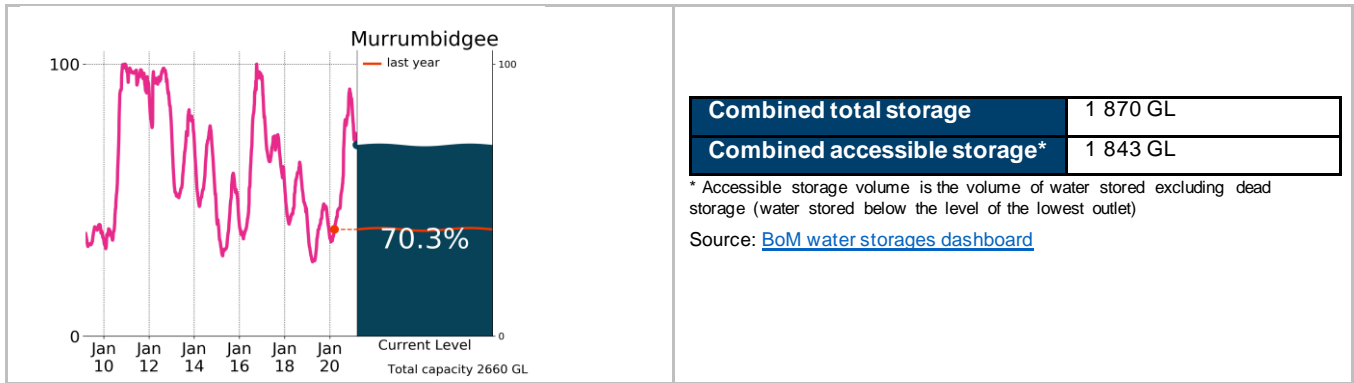 Murrumbidgee
last year
100
100
70.3%
0
0
Jan 10
Jan 12
Jan 14
Jan 16
Jan 18
Jan 20
Current Level
Total capacity 2660 GL
Combined total storage 1 870 GL
Combined accessible storage* 1 843 GL
* Accessible storage volume is the volume of water stored excluding dead
storage (water stored below the level of the lowest outlet)
Source: BoM water storages dashboard